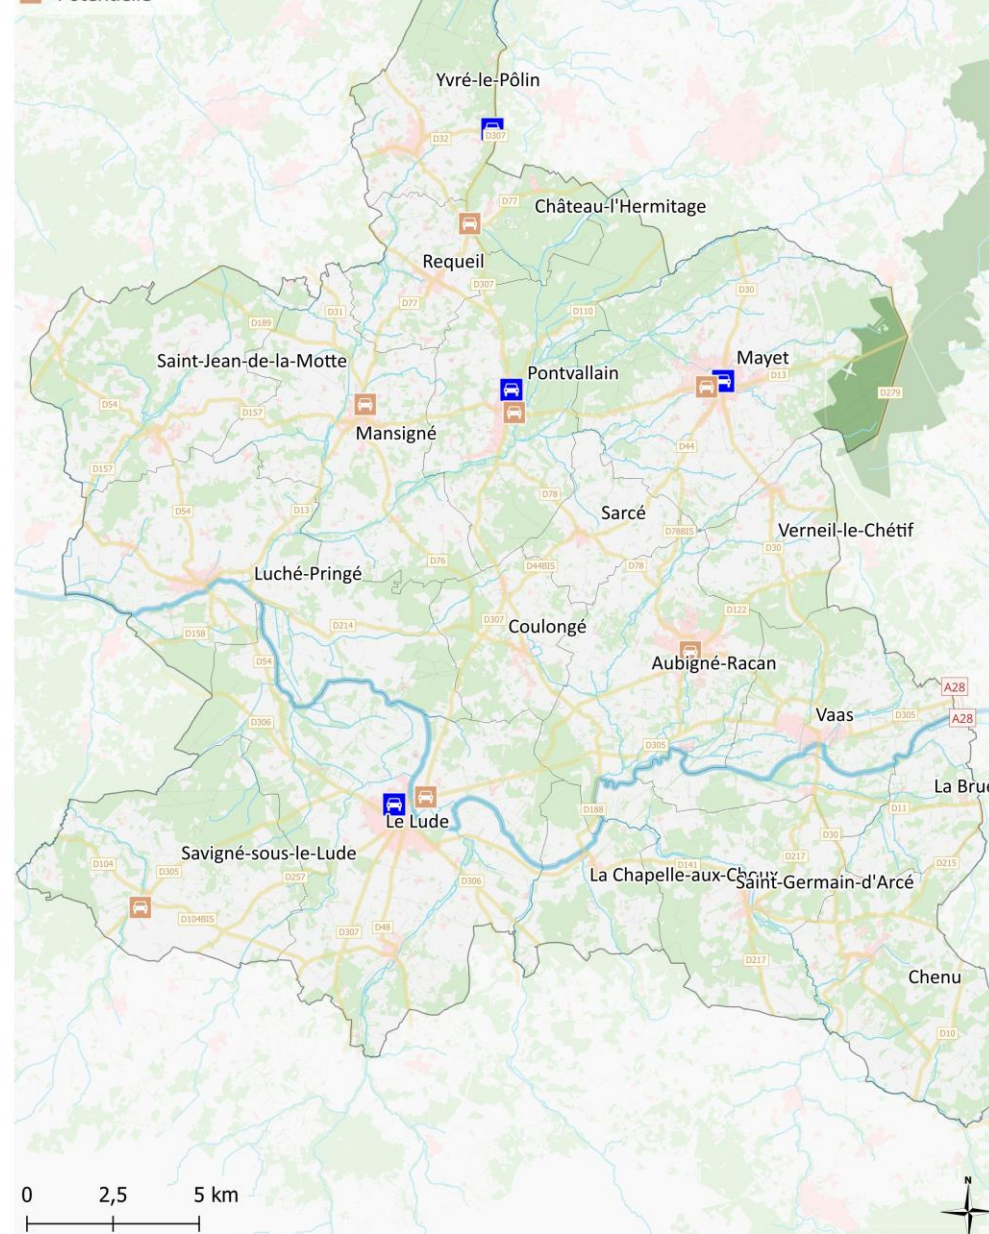 Yvré-le-Pôlin
D32
D307
D77
Château-l'Hermitage
Requeil
D307
D77
D30
D31
D110
D189
Saint-Jean-de-la-Motte
Mayet
Pontvallain
D13
D279
D54
D157
Mansigné
D44
D157
D78
D54
D13
Sarcé
Verneil-le-Chétif
D78BIS
D30
D76
D44BIS
D78
Luché-Pringé
D122
D307
D214
Coulongé
D158
D54
Aubigné-Racan
A28
Vaas
D305
A28
D306
D305
La Brue
D188
D11
Le Lude
D30
Savigné-sous-le-Lude
D217
D104
D305
D141
D215
D257
D306
La Chapelle-aux-Choux
Saint-Germain-d'Arcé
D104BIS
D307
D48
D217
Chenu
D10
0 2,5 5 km
N